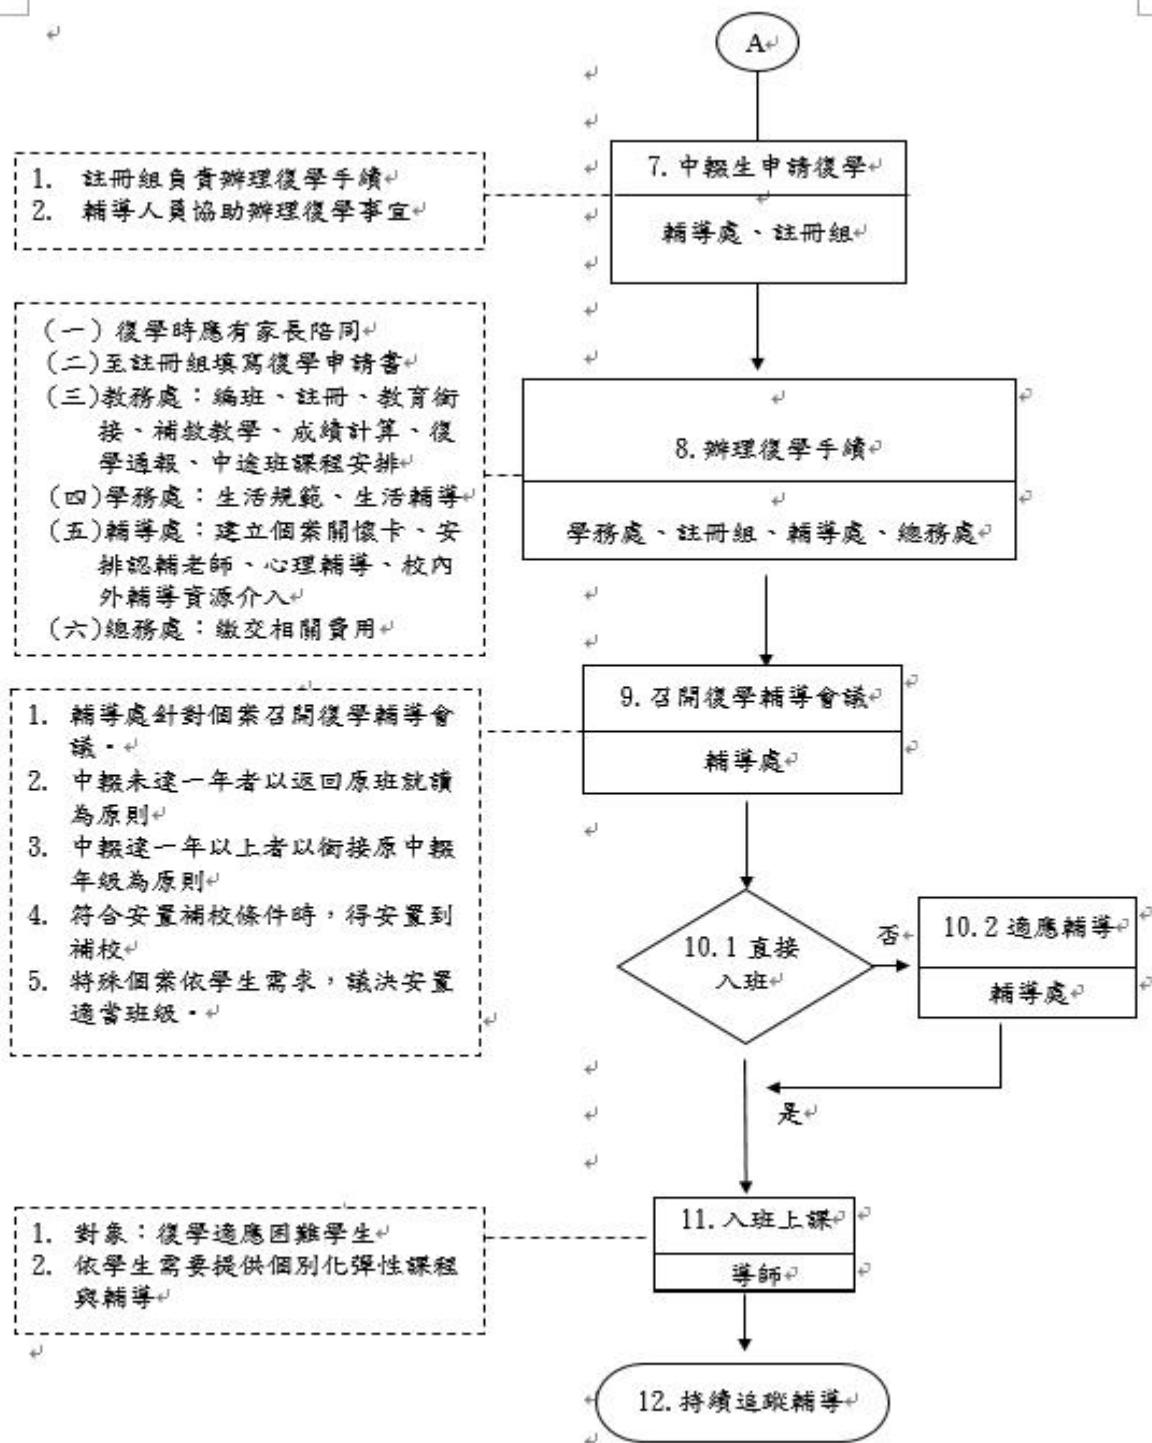 A
7.中輟生申請復學
輔導處、註冊組
1. 註冊組負責辦理復學手續
2. 輔導人員協助辦理復學事宜
8.辦理復學手續
學務處、註冊組、輔導處、總務處
(一) 復學時應有家長陪同
(二)至註冊組填寫復學申請書
(三)教務處：編班、註冊、教育銜
接、補救教學、成績計算、復
學通報、中途班課程安排
(四)學務處：生活規範、生活輔導
(五)輔導處：建立個案關懷卡、安
排認輔老師、心理輔導、校內
外輔導資源介入
(六)總務處：繳交相關費用
9.召開復學輔導會議
輔導處
1. 輔導處針對個案召開復學輔導會
議。
2. 中輟未達一年者以返回原班就讀
為原則
3. 中輟達一年以上者以銜接原中輟
年級為原則
4. 符合安置補校條件時，得安置到
補校
5. 特殊個案依學生需求，議決安置
適當班級。
10.1 直接
入班
否
10.2 適應輔導
輔導處
是
11.入班上課
導師
1. 對象：復學適應困難學生
2. 依學生需要提供個別化彈性課程
與輔導
12.持續追蹤輔導